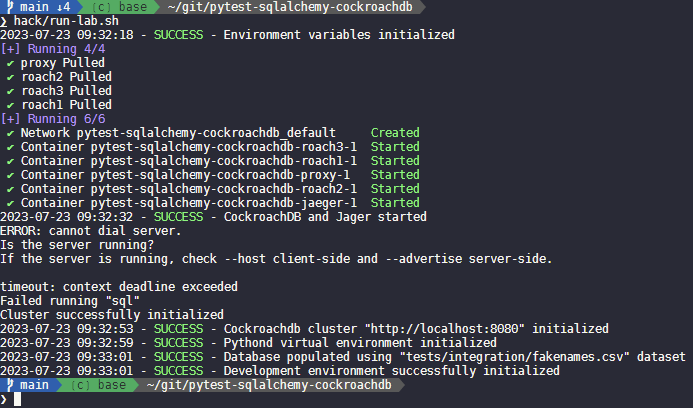 main ↓4 (c) base ~/git/pytest-sqlalchemy-cockroachdb
❯ hack/run-lab.sh
2023-07-23 09:32:18 - SUCCESS - Environment variables initialized
[+] Running 4/4
✔ proxy Pulled
✔ roach2 Pulled
✔ roach3 Pulled
✔ roach1 Pulled
[+] Running 6/6
✔ Network pytest-sqlalchemy-cockroachdb_default Created
✔ Container pytest-sqlalchemy-cockroachdb-roach3-1 Started
✔ Container pytest-sqlalchemy-cockroachdb-roach1-1 Started
✔ Container pytest-sqlalchemy-cockroachdb-proxy-1 Started
✔ Container pytest-sqlalchemy-cockroachdb-roach2-1 Started
✔ Container pytest-sqlalchemy-cockroachdb-jaeger-1 Started
2023-07-23 09:32:32 - SUCCESS - CockroachDB and Jager started
ERROR: cannot dial server.
Is the server running?
If the server is running, check --host client-side and --advertise server-side.
timeout: context deadline exceeded
Failed running "sql"
Cluster successfully initialized
2023-07-23 09:32:53 - SUCCESS - Cockroachdb cluster "http://localhost:8080" initialized
2023-07-23 09:32:59 - SUCCESS - Pythond virtual environment initialized
2023-07-23 09:33:01 - SUCCESS - Database populated using "tests/integration/fakenames.csv" dataset
2023-07-23 09:33:01 - SUCCESS - Development environment successfully initialized
main (c) base ~/git/pytest-sqlalchemy-cockroachdb
❯